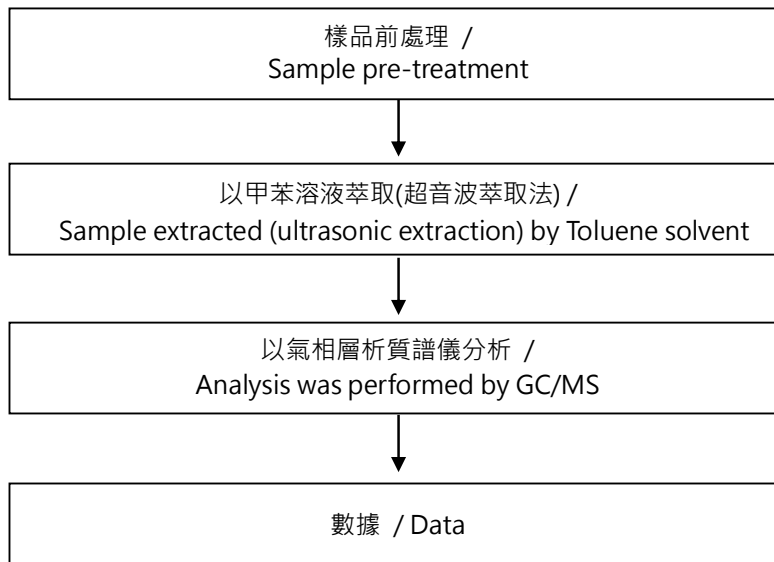 樣品前處理 /
Sample pre-treatment
以甲苯溶液萃取(超音波萃取法) /
Sample extracted (ultrasonic extraction) by Toluene solvent
以氣相層析質譜儀分析 /
Analysis was performed by GC/MS
數據 / Data